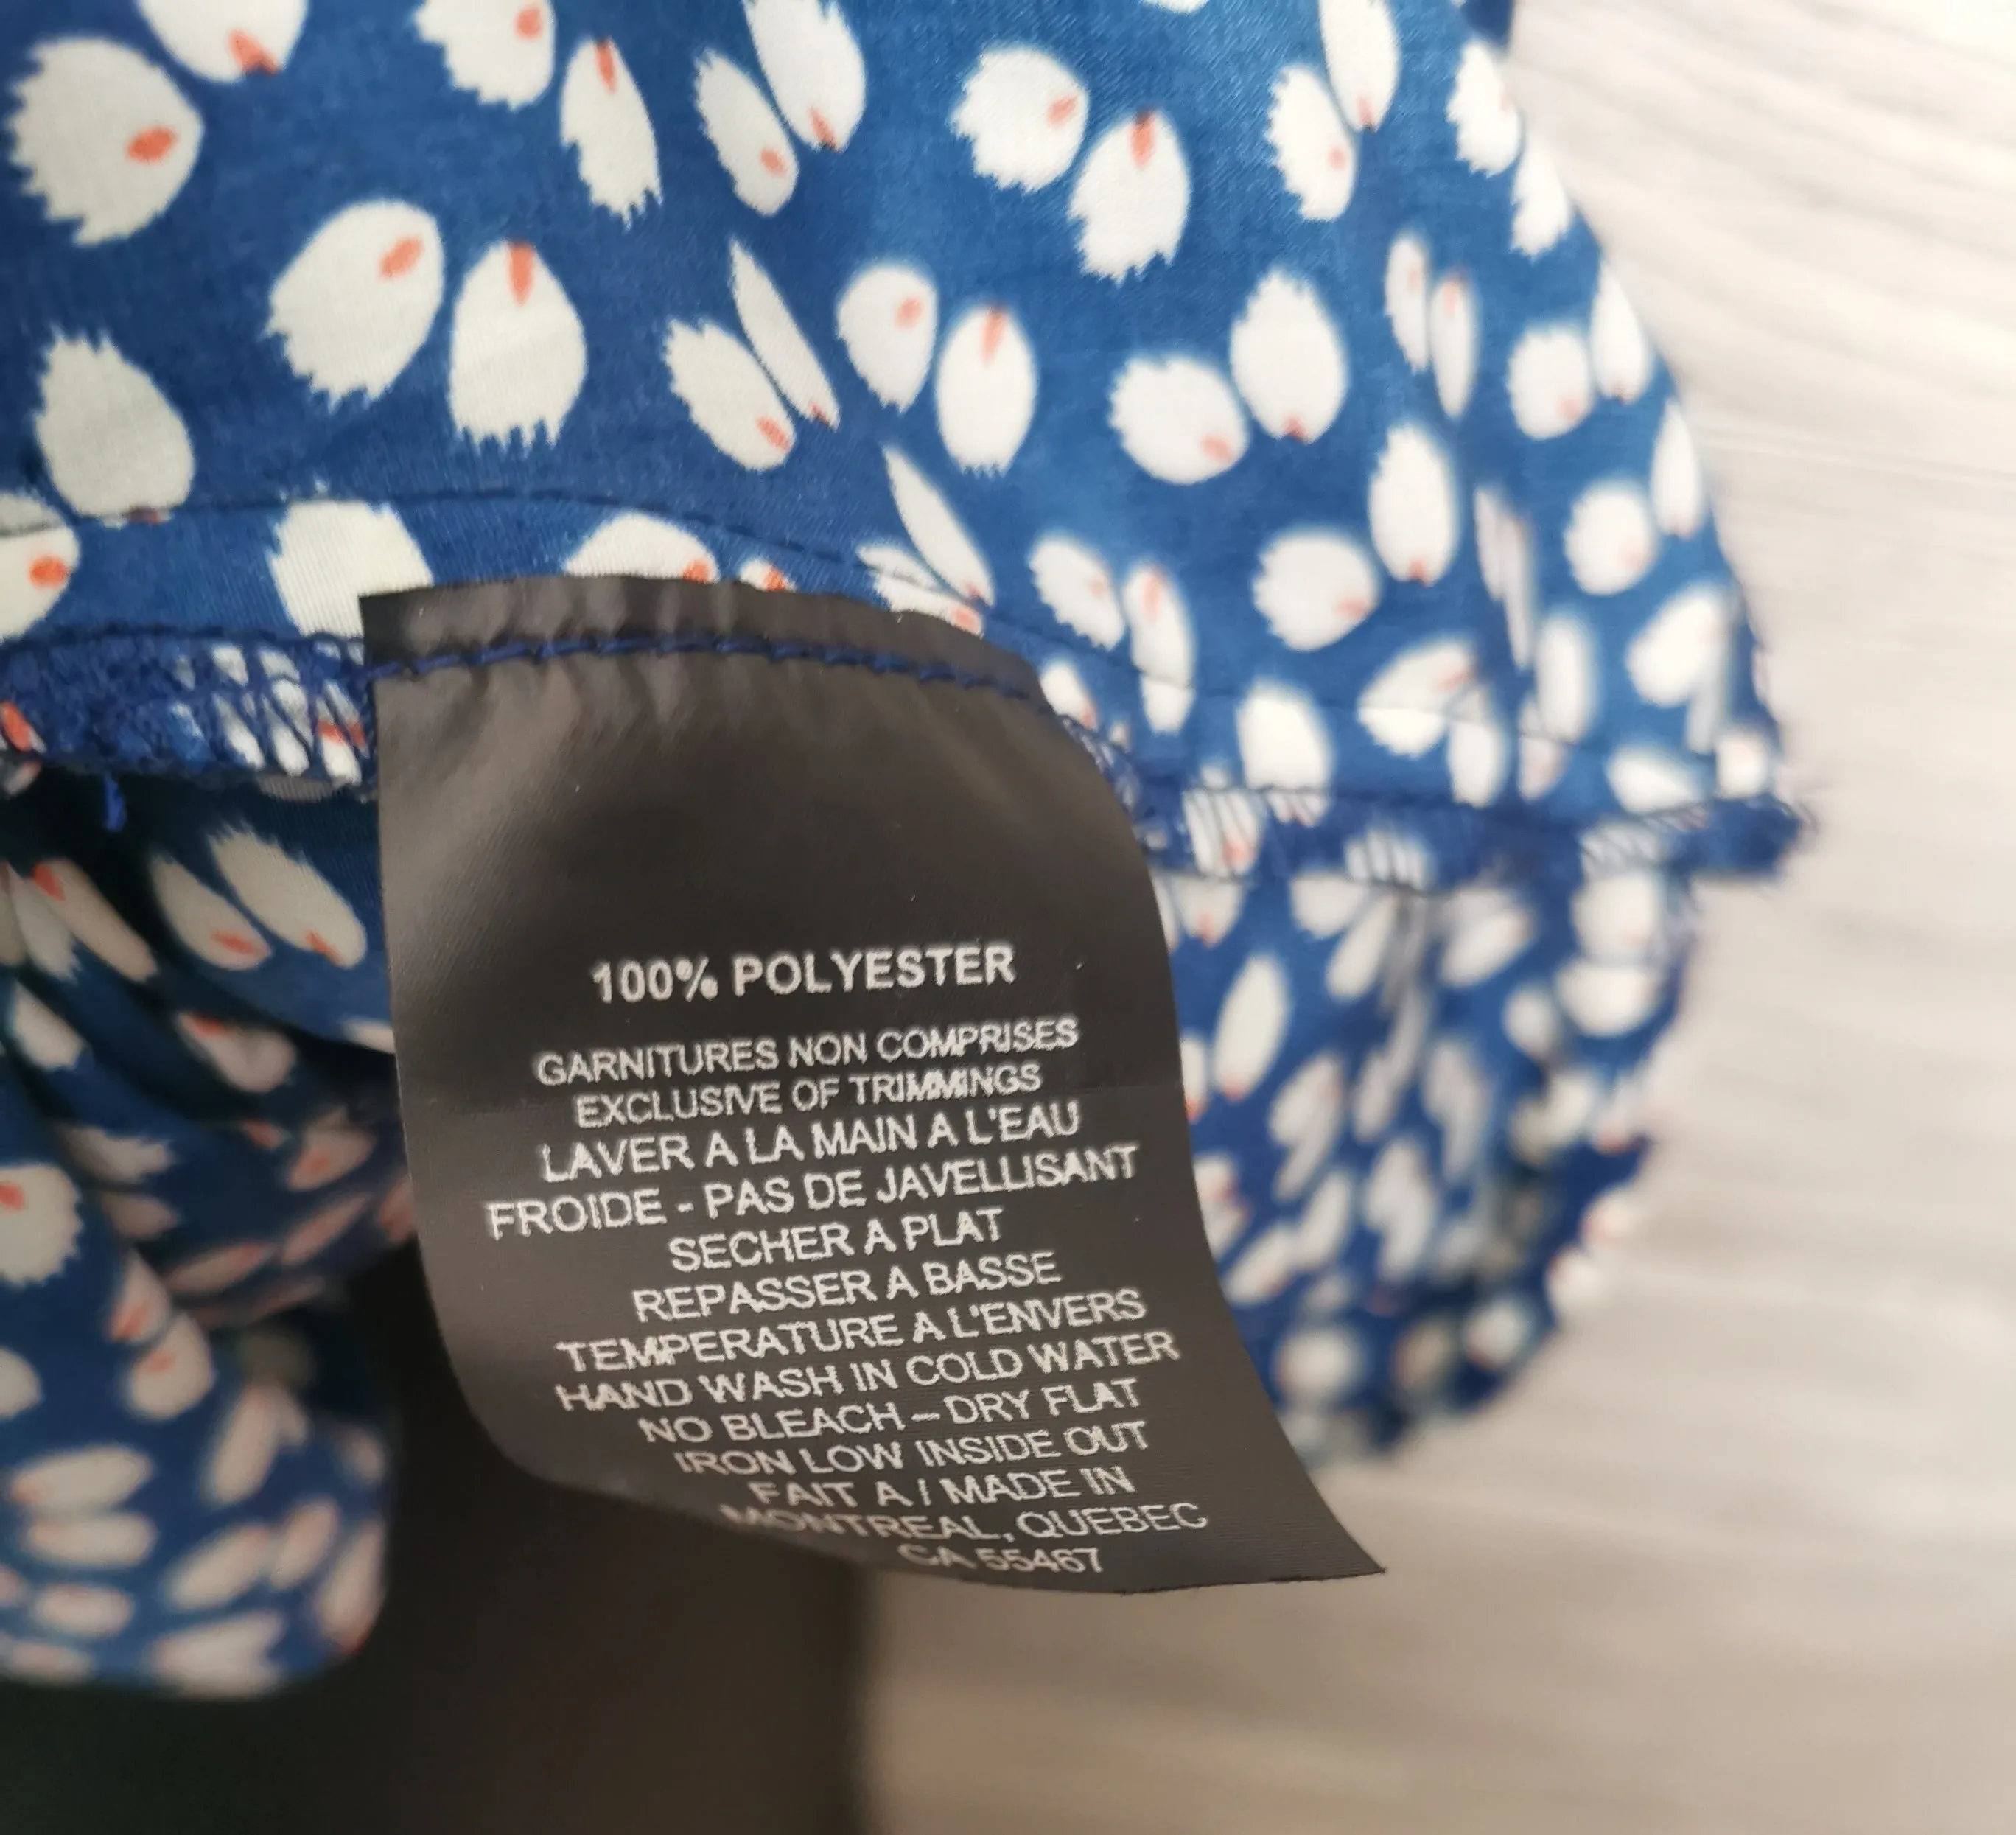 100% POLYESTER
GARNITURES NON COMPRISES
EXCLUSIVE OF TRIMMINGS
LAVER A LA MAIN A L'EAU
FROIDE - PAS DE JAVELLISANT
SECHER A PLAT
REPASSER A BASSE
TEMPERATURE A L'ENVERS
HAND WASH IN COLD WATER
NO BLEACH – DRY FLAT
IRON LOW INSIDE OUT
FAIT A / MADE IN
MONTREAL, QUEBEC
CA 55467